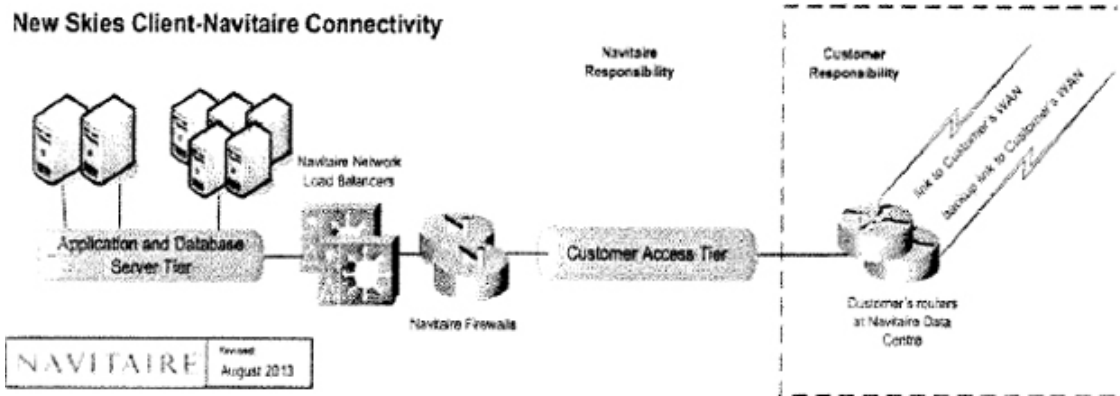 New Skies Client-Navitaire Connectivity
Navitaire
Responsibility
Customer
Responsibility
link to Customer's WAN
Backup link to Customer's WAN
Navitaire Network
Load Balancers
Application and Database
Server Tier
Customer Access Tier
Navitaire Firewalls
Customer's routers
at Navitaire Data
Centre
NAVITAIRE
Revised:
August 2013